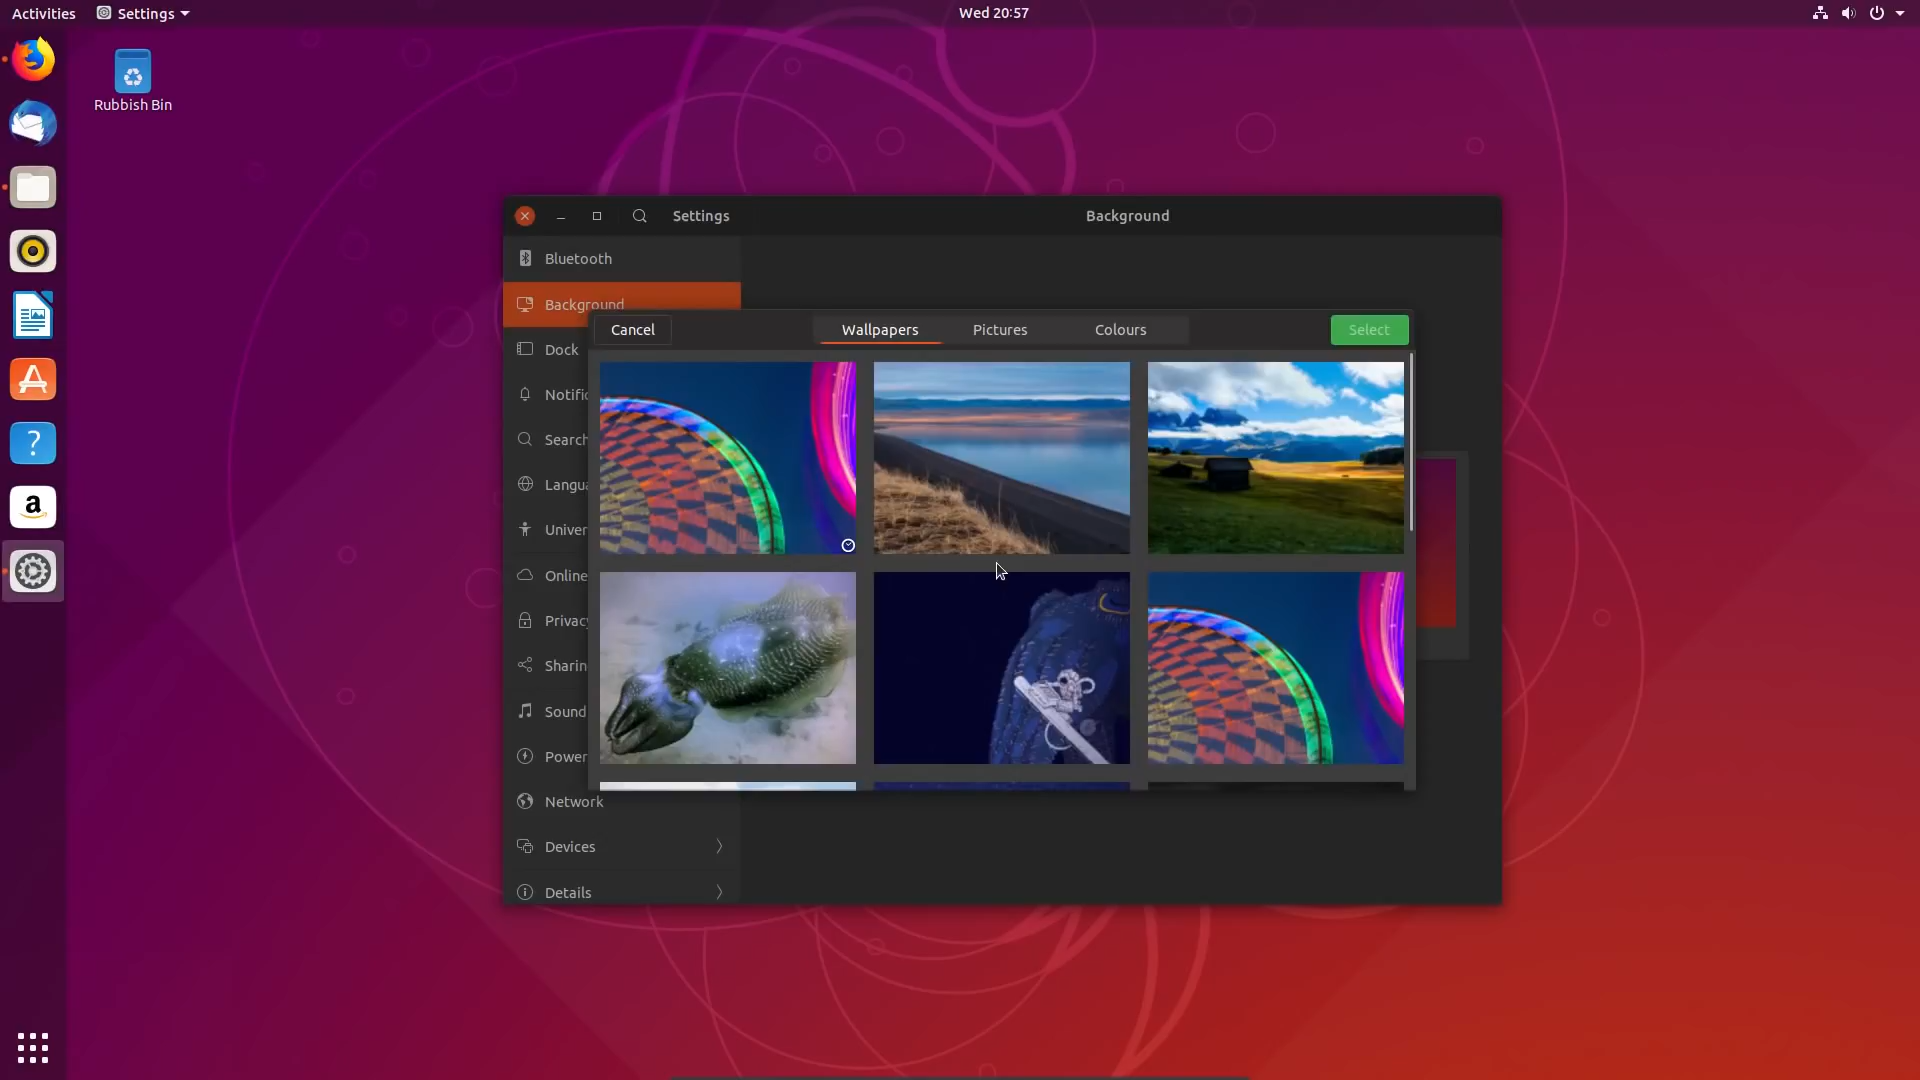 Activities
Settings
Wed 20:57
Rubbish Bin
Settings
Background
Bluetooth
Background
Cancel
Wallpapers
Pictures
Colours
Select
Dock
Notific
Search
Langua
Univer
Online
Privacy
Sharin
Sound
Power
Network
Devices
Details
?
a